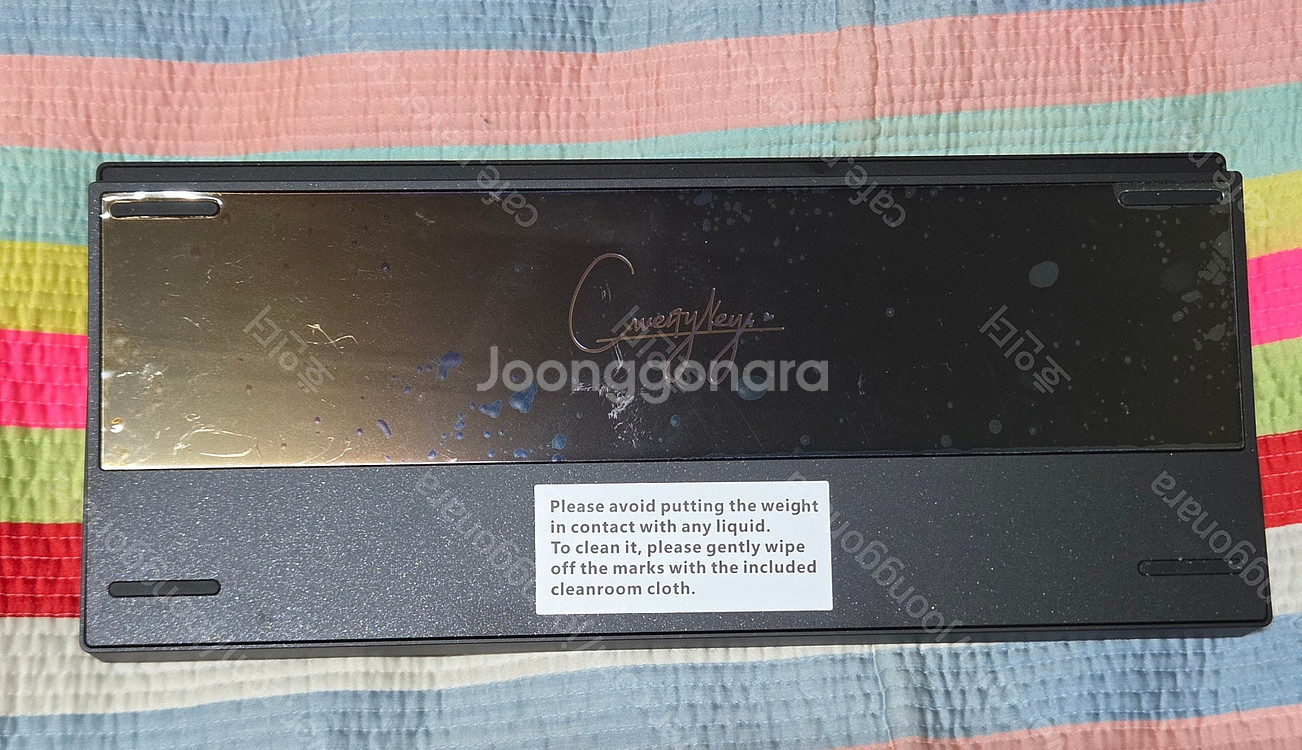 Qwertykeys
Joonggonara
Please avoid putting the weight
in contact with any liquid.
To clean it, please gently wipe
off the marks with the included
cleanroom cloth.